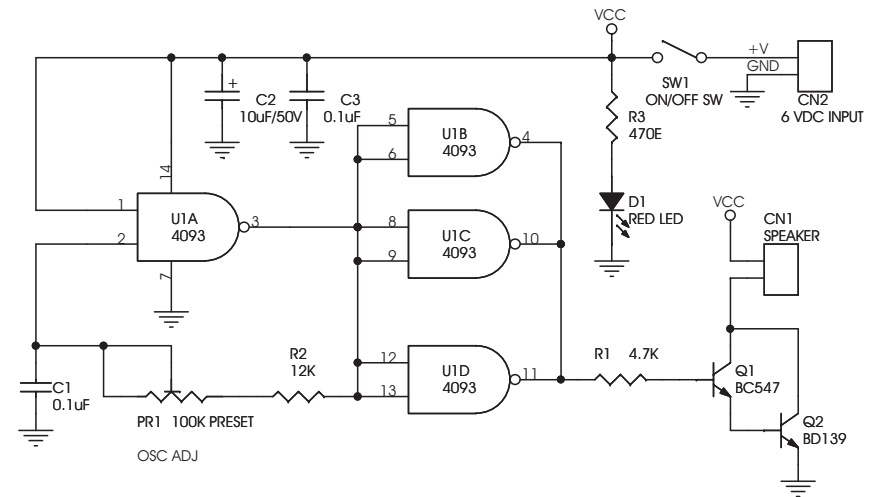 VCC
+V
GND
SW1
ON/OFF SW
CN2
6 VDC INPUT
+
C2
10uF/50V
C3
0.1uF
R3
470E
5
6
U1B
4093
4
14
1
2
U1A
4093
3
7
8
9
U1C
4093
10
D1
RED LED
VCC
CN1
SPEAKER
R2
12K
12
13
U1D
4093
11
R1 4.7K
Q1
BC547
C1
0.1uF
PR1 100K PRESET
OSC ADJ
Q2
BD139